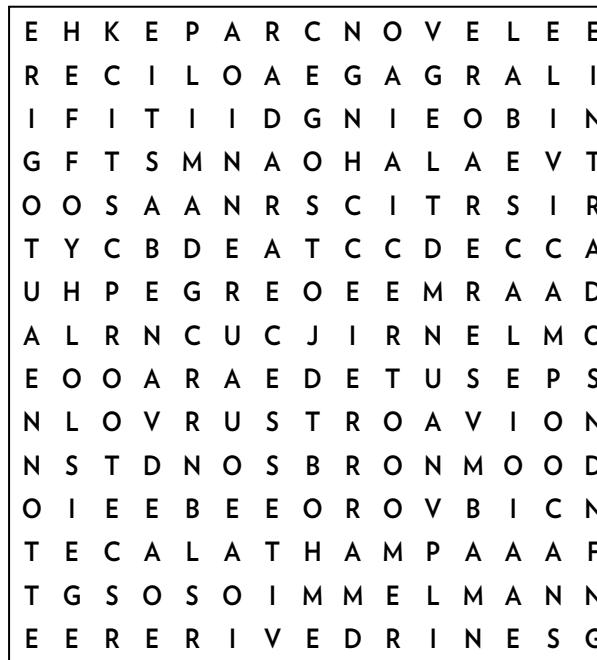 E H K E P A R C N O V E L E E
R E C I L O A E G A G R A L I
I F I T I I D G N I E O B I N
G F T S M N A O H A L A E V T
O O S A A N R S C I T R S I R
T Y C B D E A T C C D E C C A
U H P E G R E O E E M R A A D
A L R N C U C J I R N E L M O
E O O A R A E D E T U S E P S
N L O V R U S T R O A V I O N
N S T D N O S B R O N M O O D
O I E E B E E O R O V B I C N
T E C A L A T H A M P A A A F
T G S O S O I M M E L M A N N
E E R E R I V E D R I N E S G